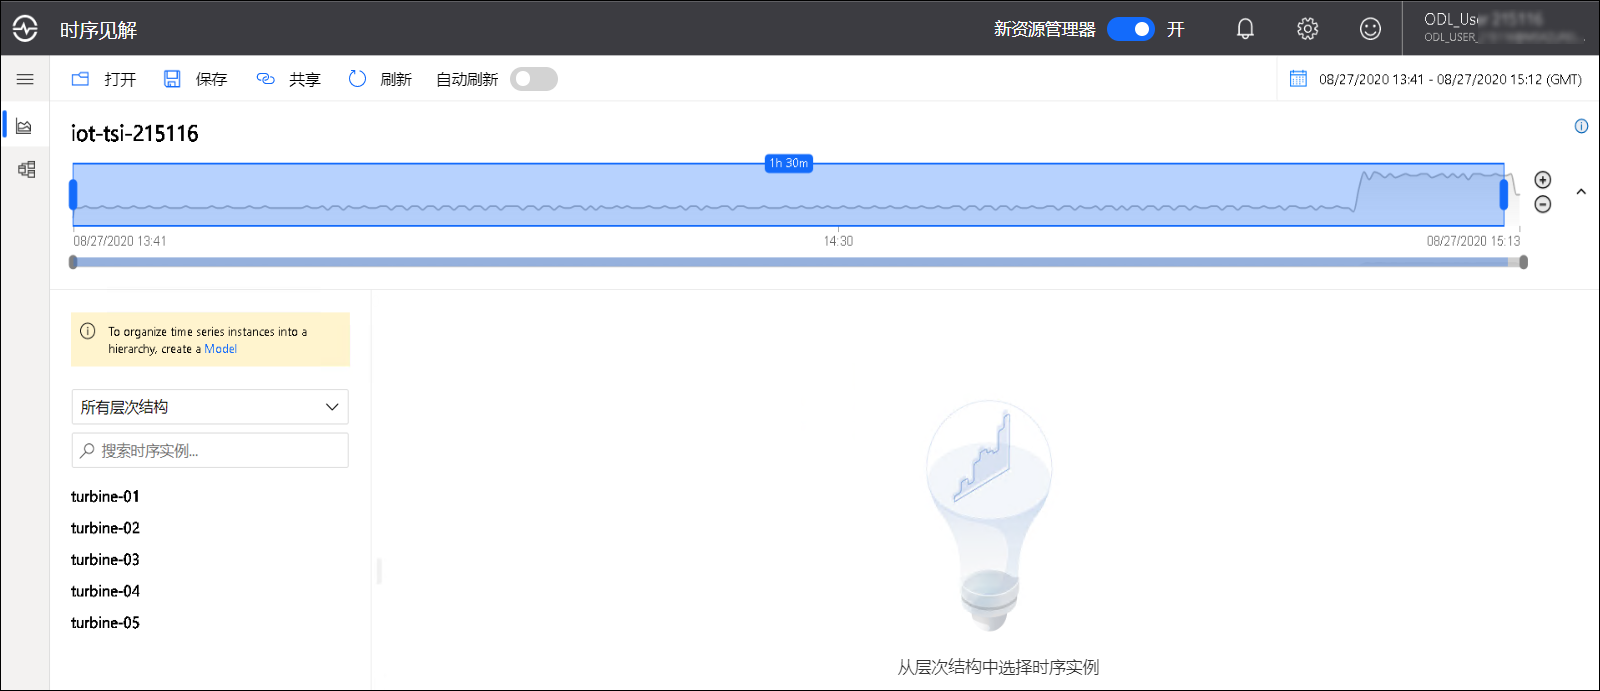 时序见解
新资源管理器 开
ODL_User
ODL_USER_
打开 保存 共享 刷新 自动刷新
08/27/2020 13:41 - 08/27/2020 15:12 (GMT)
iot-tsi-215116
1h 30m
08/27/2020 13:41 14:30 08/27/2020 15:13
To organize time series instances into a
hierarchy, create a Model
所有层次结构
搜索时序实例...
turbine-01
turbine-02
turbine-03
turbine-04
turbine-05
从层次结构中选择时序实例